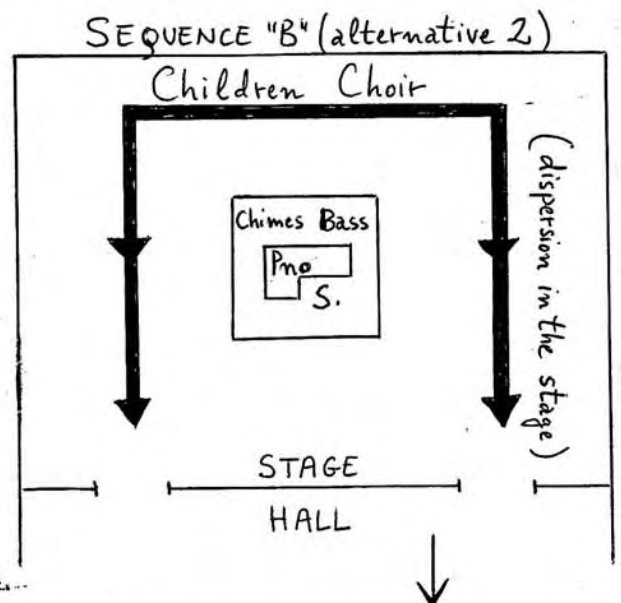 SEQUENCE "B" (alternative 2)
Children Choir
(dispersion in the stage)
Chimes Bass
Pno
S.
STAGE
HALL